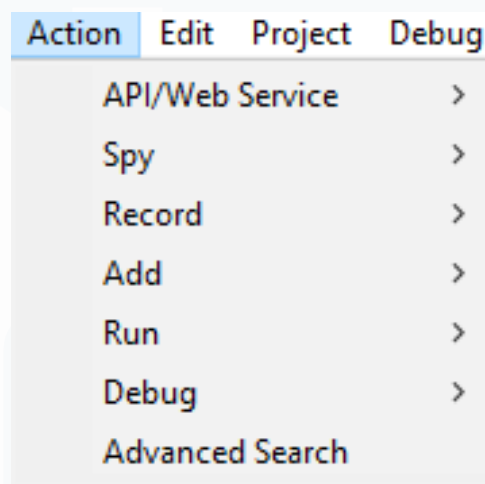 Action Edit Project Debug
API/Web Service
Spy
Record
Add
Run
Debug
Advanced Search